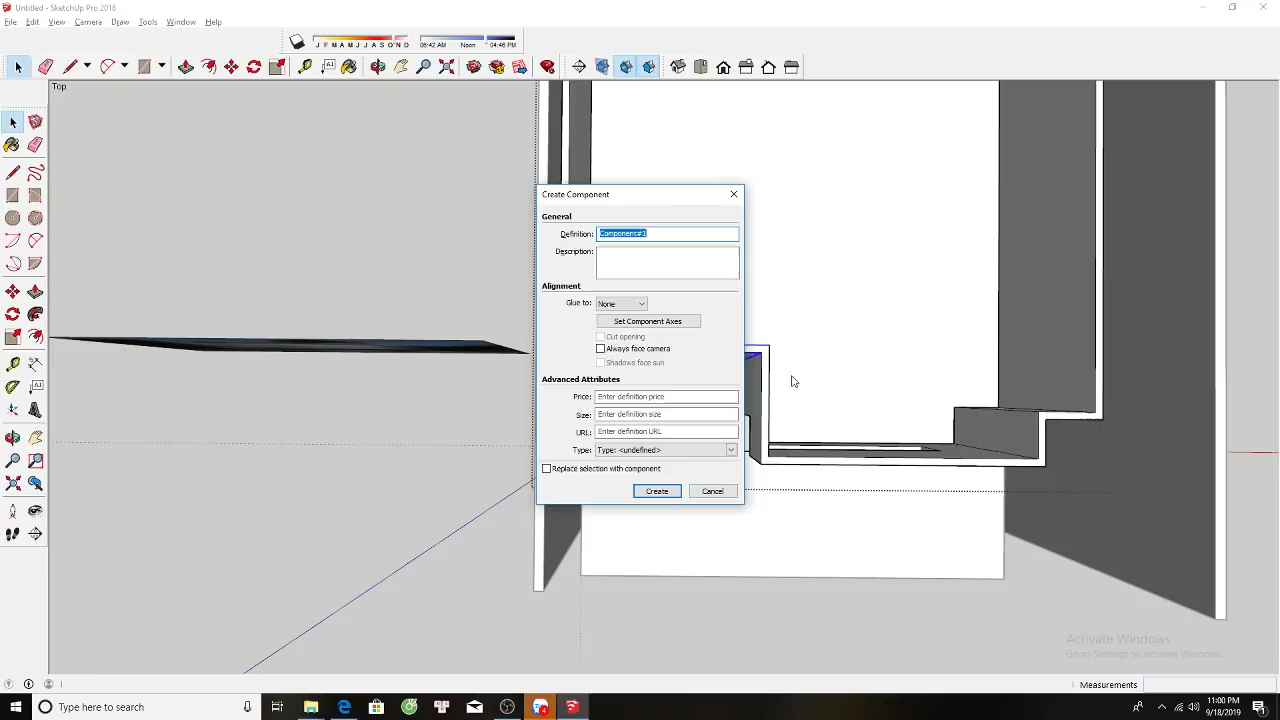 Untitled - SketchUp Pro 2018
File Edit View Camera Draw Tools Window Help
J F M A M J J A S O N D 06:42 AM Noon 04:46 PM
Top
Create Component
General
Definition: Component#1
Description:
Alignment
Glue to: None
Set Component Axes
Cut opening
Always face camera
Shadows face sun
Advanced Attributes
Price: Enter definition price
Size: Enter definition size
URL: Enter definition URL
Type: Type: <undefined>
Replace selection with component
Create Cancel
Activate Windows
Go to Settings to activate Windows.
Measurements
Type here to search
11:00 PM
9/18/2019